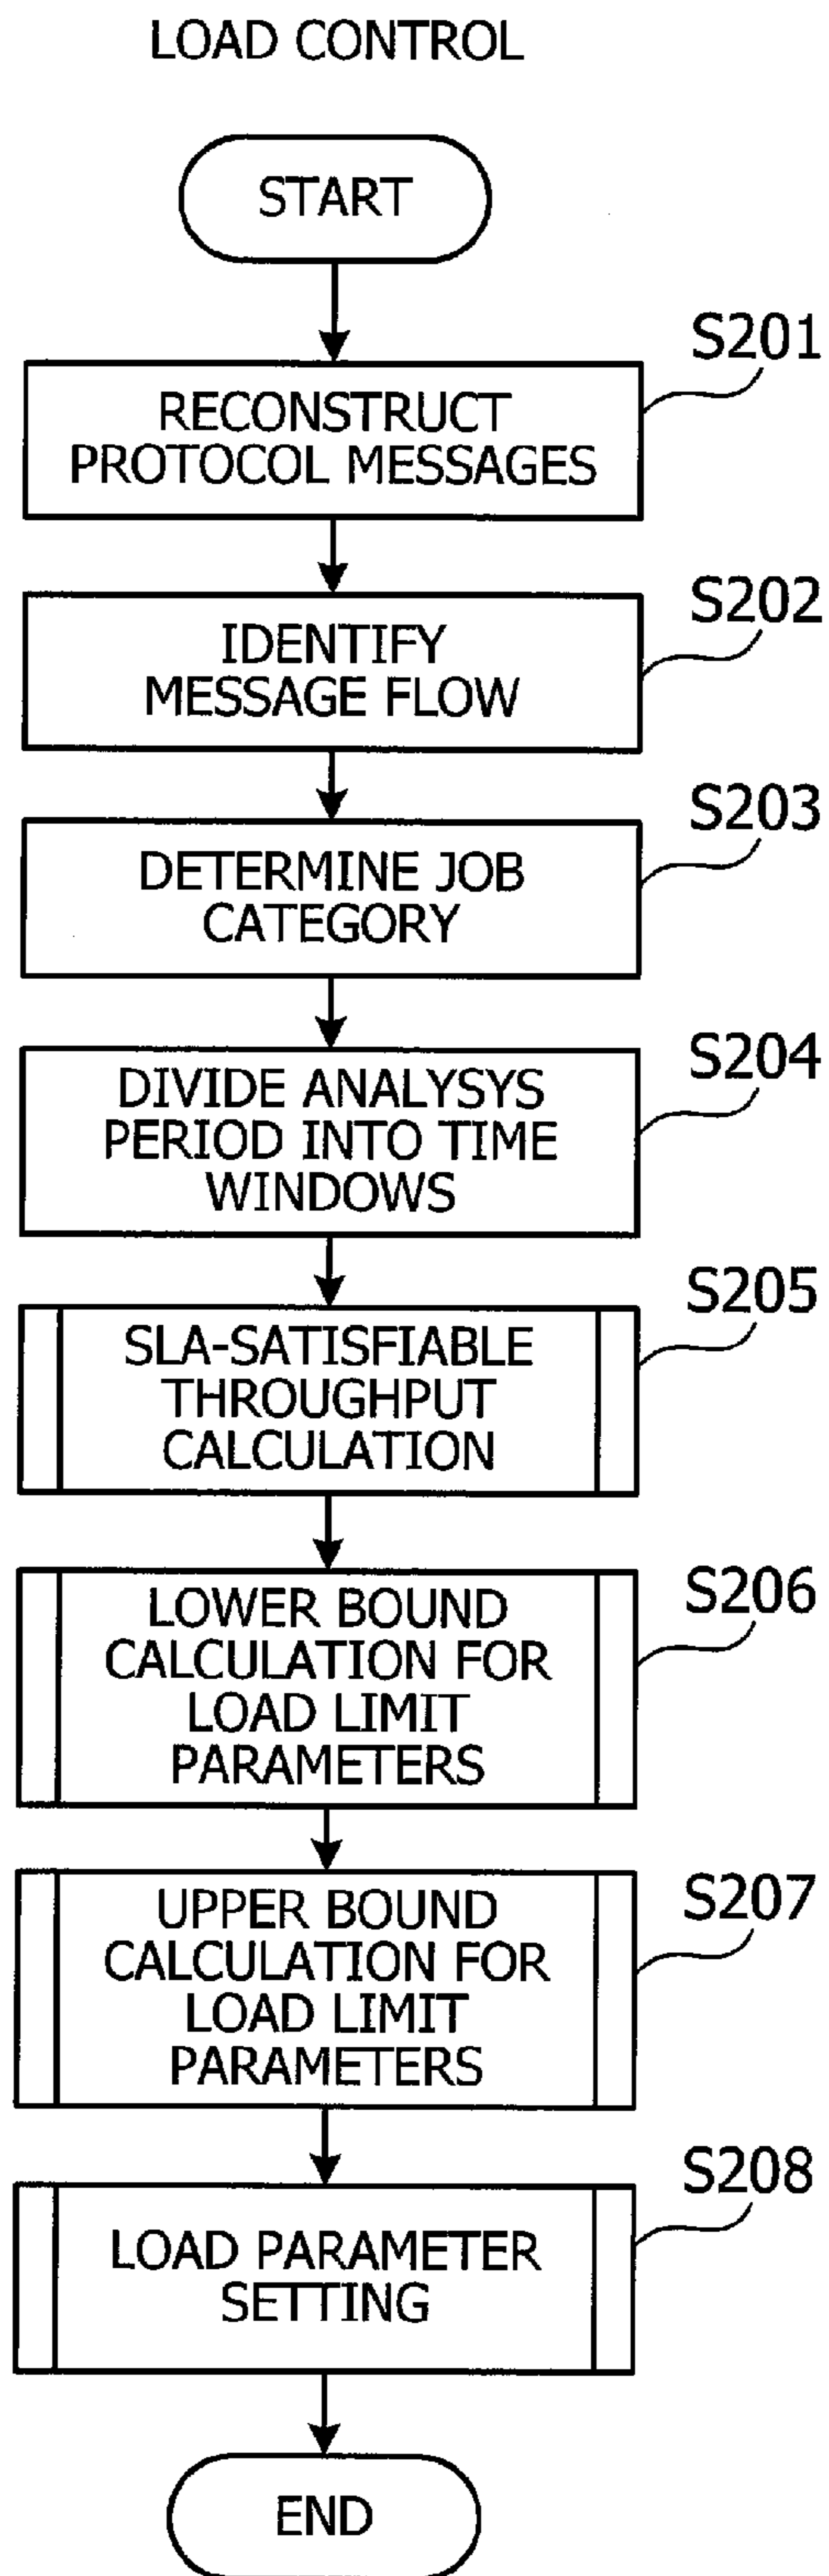 LOAD CONTROL
START
S201
RECONSTRUCT
PROTOCOL MESSAGES
S202
IDENTIFY
MESSAGE FLOW
S203
DETERMINE JOB
CATEGORY
S204
DIVIDE ANALYSYS
PERIOD INTO TIME
WINDOWS
S205
SLA-SATISFIABLE
THROUGHPUT
CALCULATION
S206
LOWER BOUND
CALCULATION FOR
LOAD LIMIT
PARAMETERS
S207
UPPER BOUND
CALCULATION FOR
LOAD LIMIT
PARAMETERS
S208
LOAD PARAMETER
SETTING
END